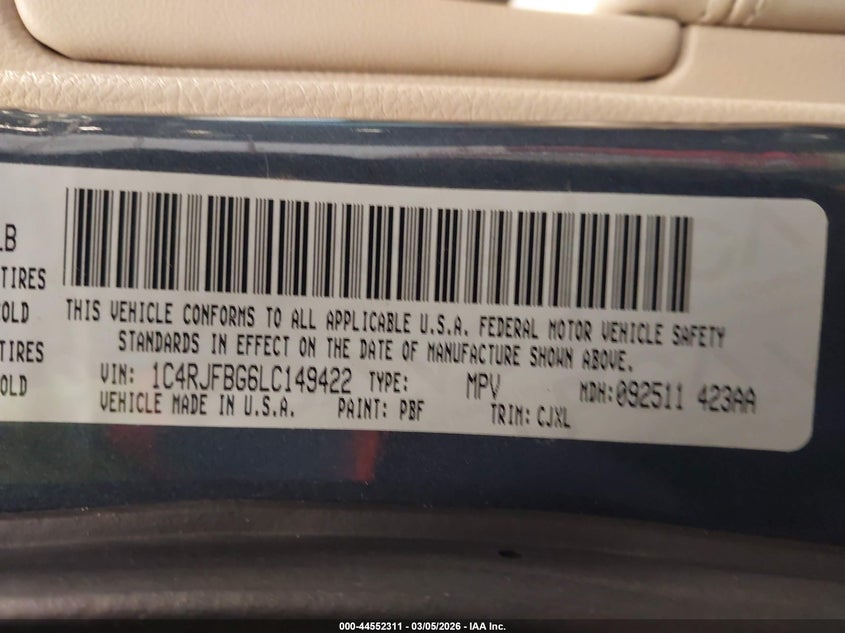 LB
TIRES
COLD
TIRES
COLD
THIS VEHICLE CONFORMS TO ALL APPLICABLE U.S.A. FEDERAL MOTOR VEHICLE SAFETY
STANDARDS IN EFFECT ON THE DATE OF MANUFACTURE SHOWN ABOVE.
VIN: 1C4RJFBG6LC149422 TYPE: MPV MDH:092511 423AA
VEHICLE MADE IN U.S.A. PAINT: PBF TRIM: CJXL
000-44552311 - 03/05/2026 - IAA Inc.